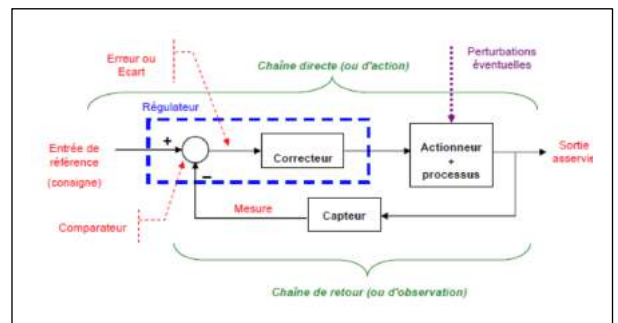 Perturbations
éventuelles
Erreur ou
Ecart
Chaîne directe (ou d'action)
Régulateur
Entrée de
référence
(consigne)
+
−
Correcteur
Actionneur
+
processus
Sortie
asservie
Mesure
Capteur
Comparateur
Chaîne de retour (ou d'observation)